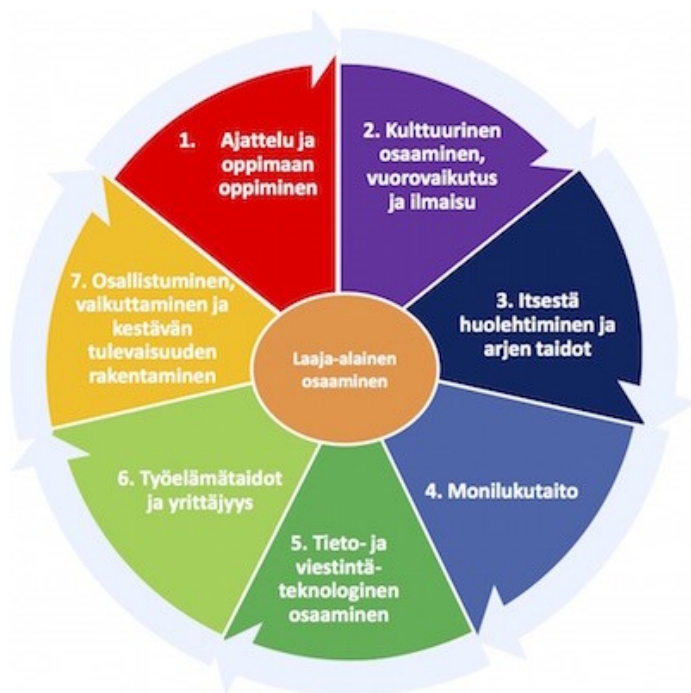 1. Ajattelu ja
oppimaan
oppiminen
2. Kulttuurinen
osaaminen,
vuorovaikutus
ja ilmaisu
3. Itsestä
huolehtiminen ja
arjen taidot
4. Monilukutaito
5. Tieto- ja
viestintä-
teknologinen
osaaminen
6. Työelämätaidot
ja yrittäjyys
7. Osallistuminen,
vaikuttaminen ja
kestävän
tulevaisuuden
rakentaminen
Laaja-alainen
osaaminen